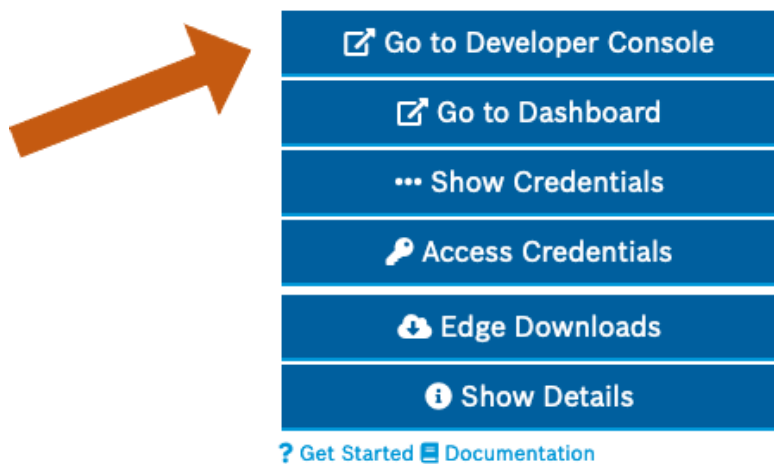 Go to Developer Console
Go to Dashboard
Show Credentials
Access Credentials
Edge Downloads
Show Details
? Get Started Documentation